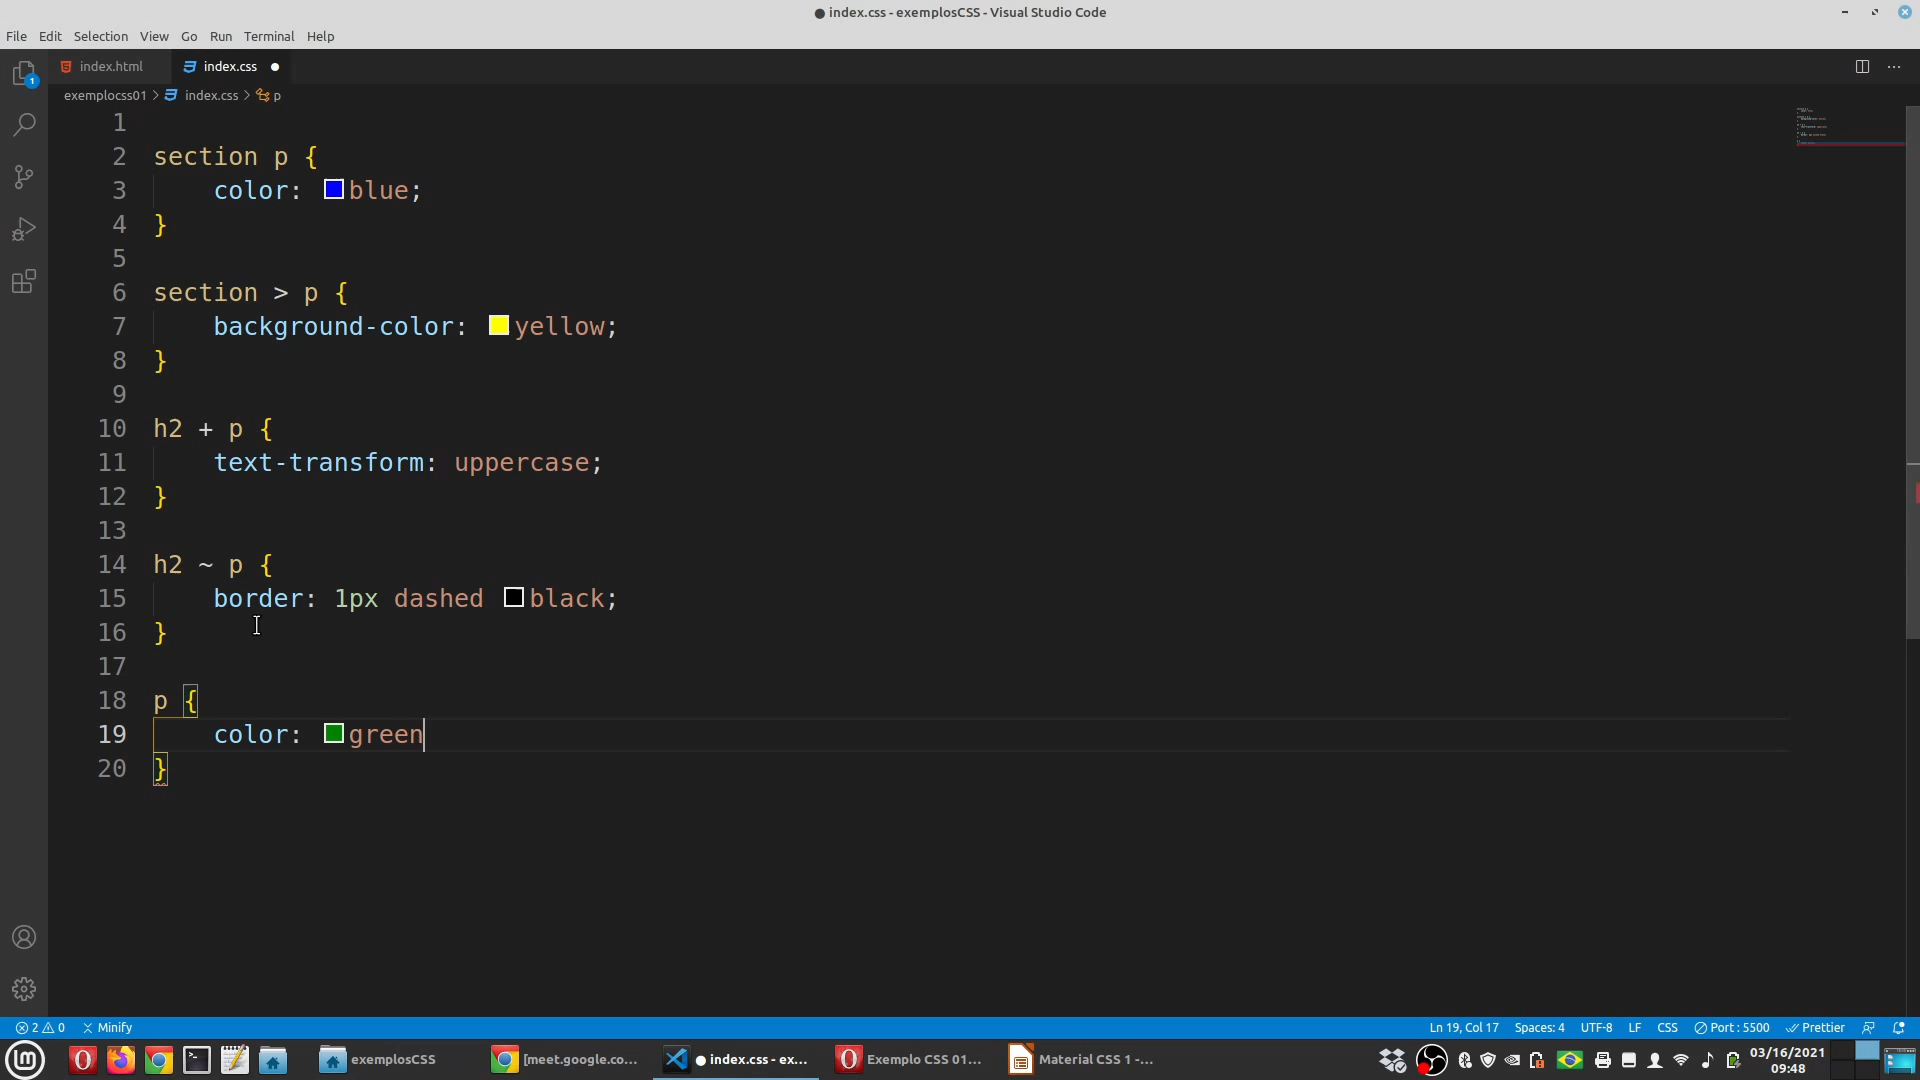 index.css - exemplosCSS - Visual Studio Code
File Edit Selection View Go Run Terminal Help
index.html index.css
exemplocss01 > index.css > p
1
2 section p {
3 color: blue;
4 }
5
6 section > p {
7 background-color: yellow;
8 }
9
10 h2 + p {
11 text-transform: uppercase;
12 }
13
14 h2 ~ p {
15 border: 1px dashed black;
16 }
17
18 p {
19 color: green
20 }
1
2 0 Minify Ln 19, Col 17 Spaces: 4 UTF-8 LF CSS Port : 5500 Prettier
exemplosCSS [meet.google.co... index.css - ex... Exemplo CSS 01... Material CSS 1 -... 03/16/2021
09:48